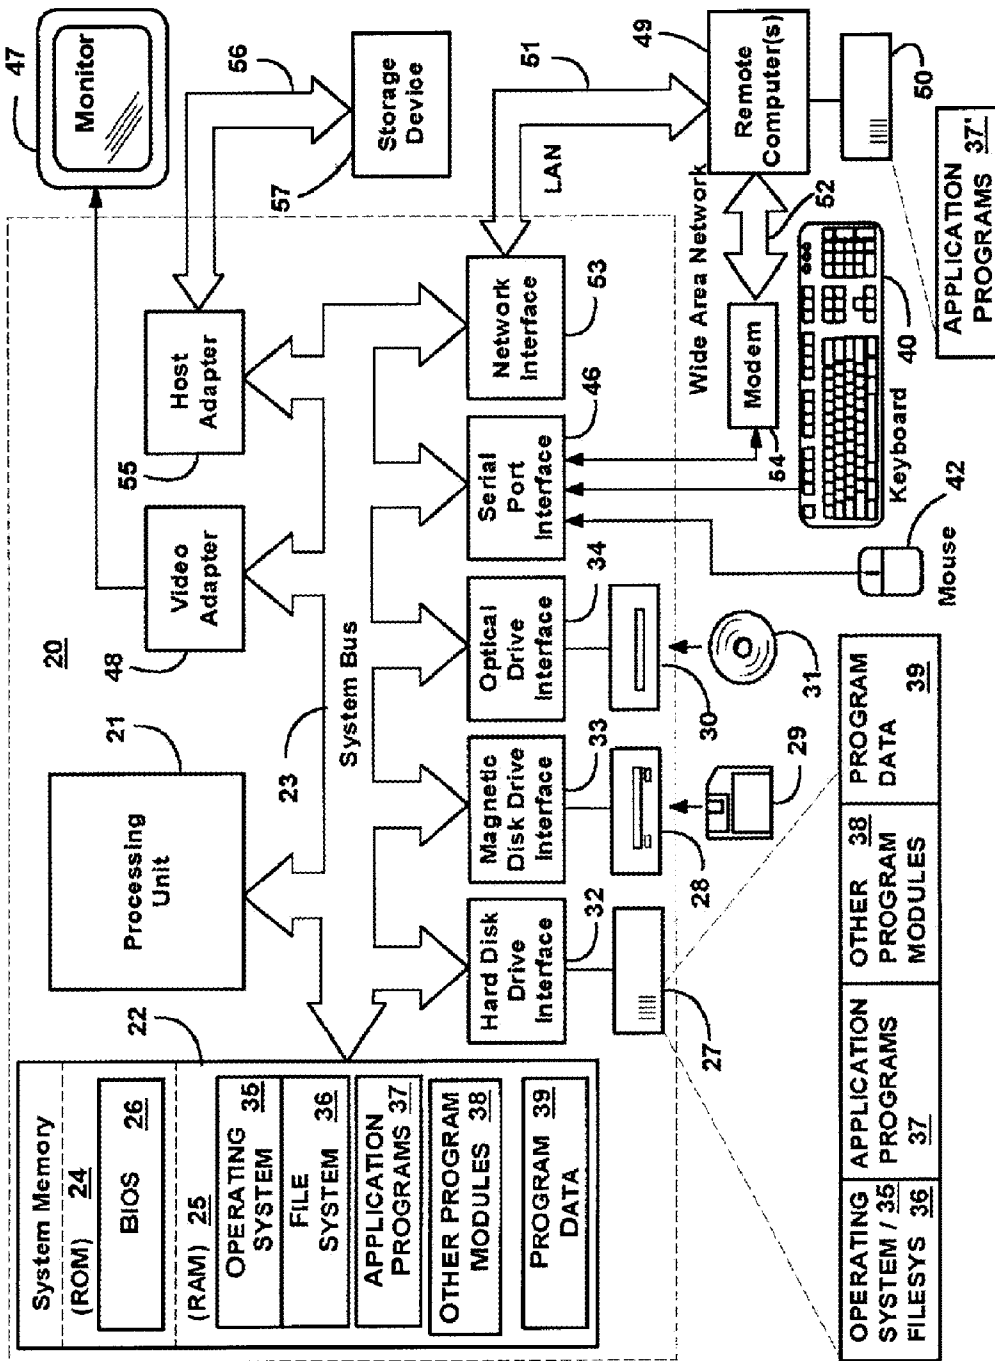 System Memory
(ROM) 24
BIOS 26
(RAM) 25
OPERATING
SYSTEM 35
FILE
SYSTEM 36
APPLICATION
PROGRAMS 37
OTHER PROGRAM
MODULES 38
PROGRAM
DATA 39
22
Processing
Unit
21
20
Video
Adapter
48
Host
Adapter
55
Monitor
47
56
Storage
Device
57
23
System Bus
Hard Disk
Drive
Interface
32
Magnetic
Disk Drive
Interface
33
Optical
Drive
Interface
34
Serial
Port
Interface
46
Network
Interface
53
LAN
51
27
28
29
30
31
Remote
Computer(s)
49
50
Wide Area Network
52
Modem
54
Keyboard
40
Mouse
42
OPERATING
SYSTEM / 35
FILESYS 36
APPLICATION
PROGRAMS
37
OTHER 38
PROGRAM
MODULES
PROGRAM
DATA 39
APPLICATION
PROGRAMS 37'